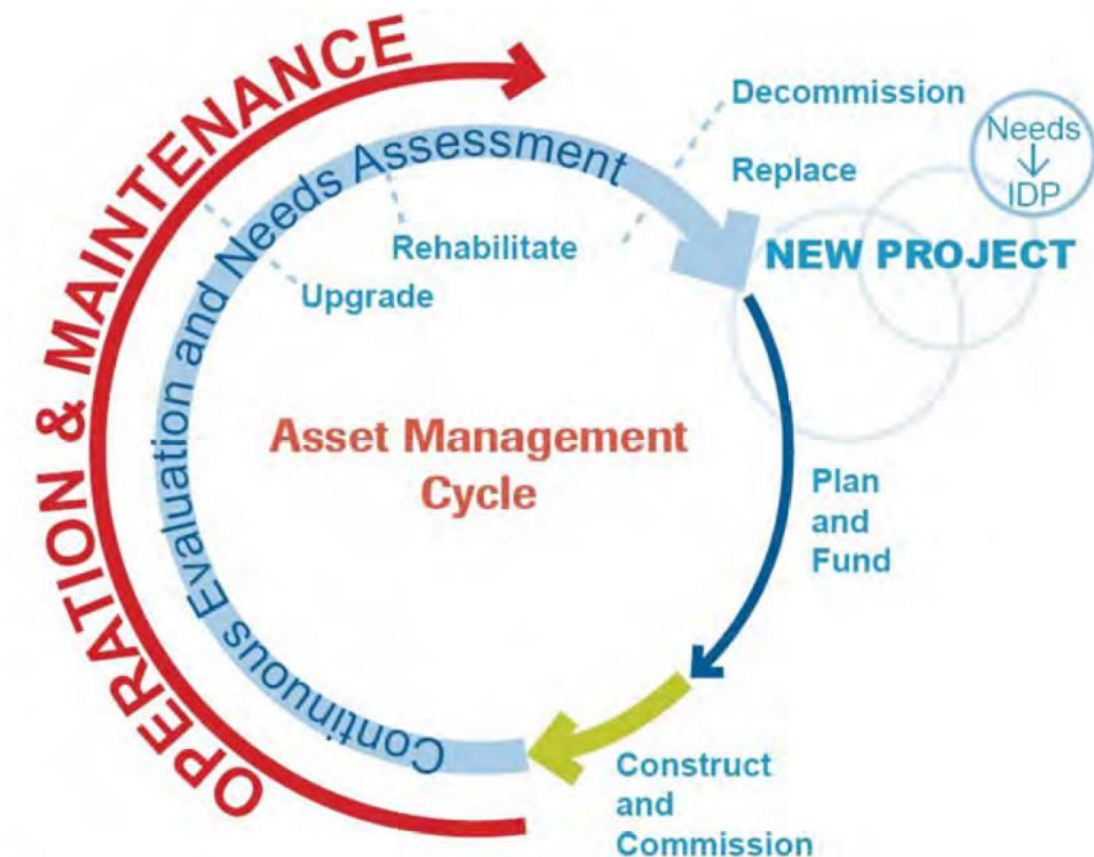 OPERATION & MAINTENANCE
Continuous Evaluation and Needs Assessment
Decommission
Replace
Needs
IDP
NEW PROJECT
Rehabilitate
Upgrade
Asset Management
Cycle
Plan
and
Fund
Construct
and
Commission